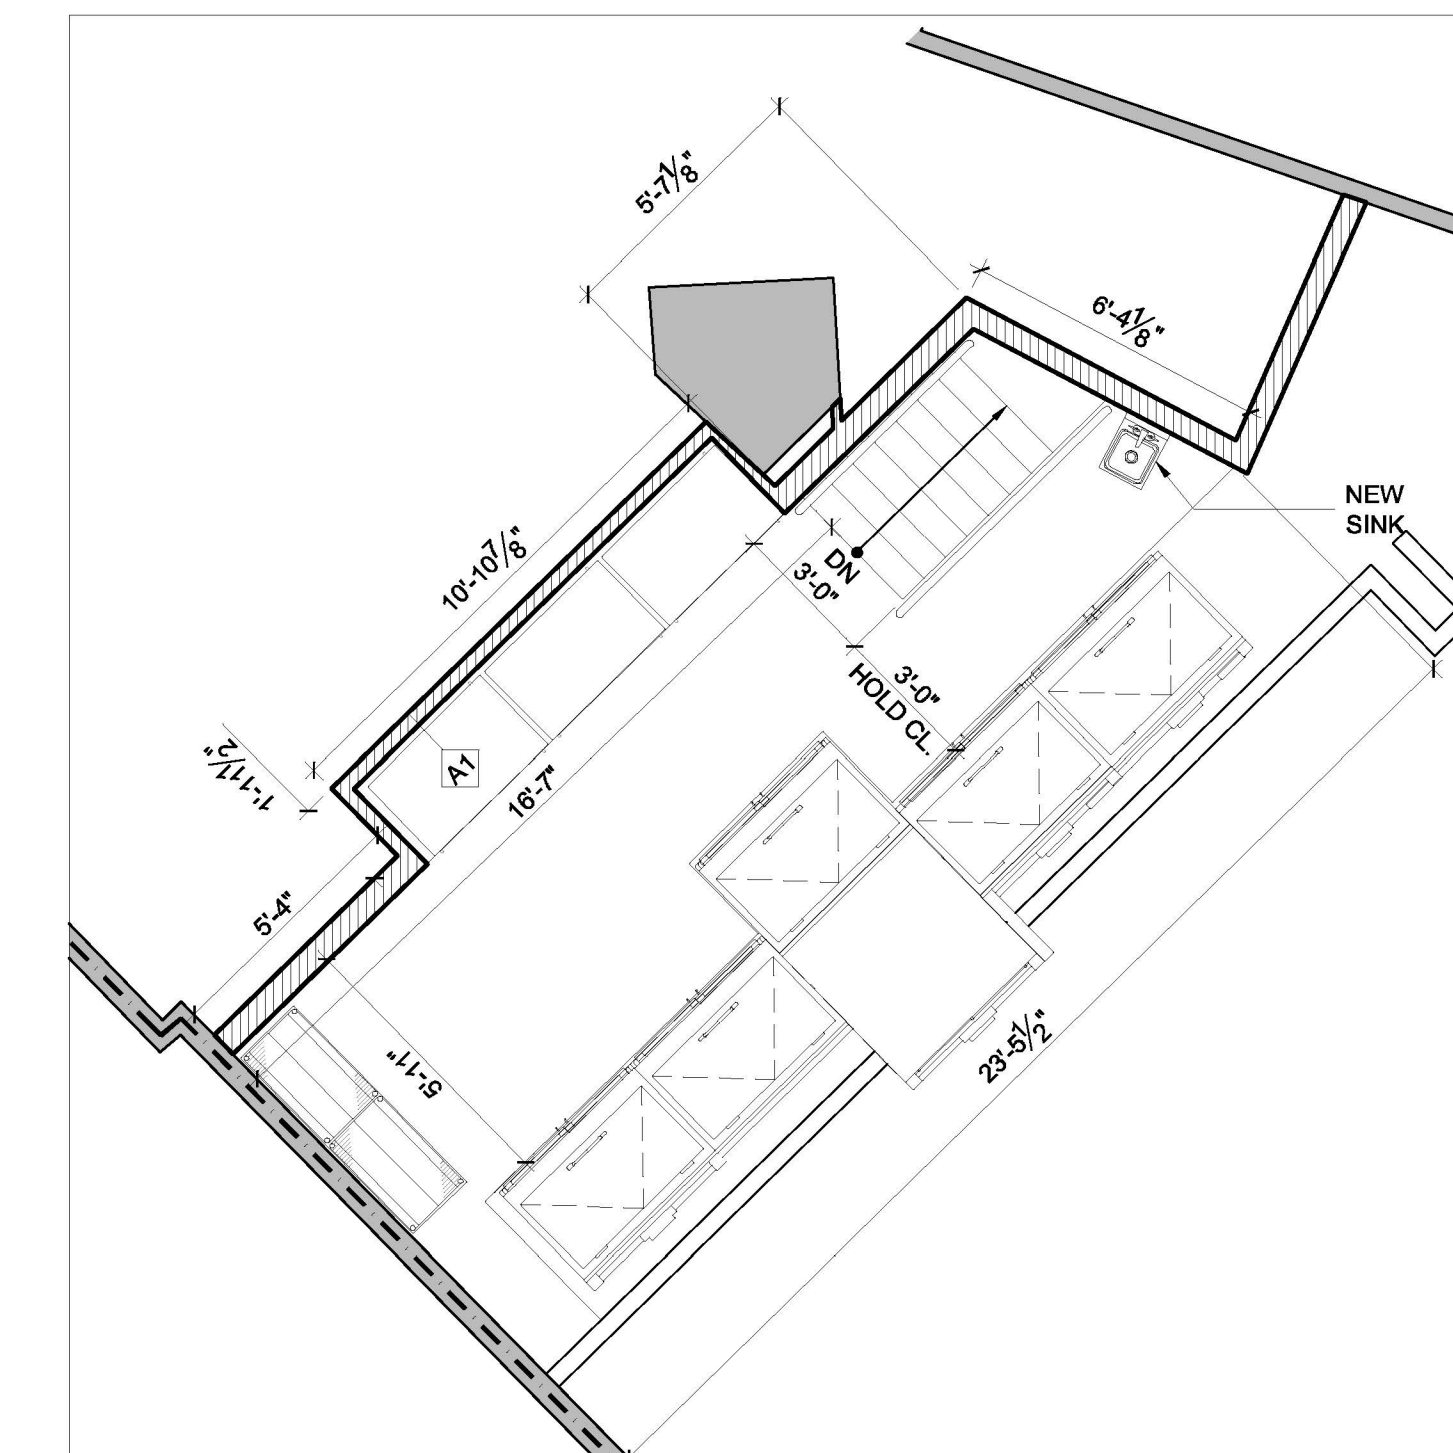 5'-7 1/8"
6'-4 1/8"
NEW
SINK
10'-10 7/8"
DN
3'-0"
3'-0"
HOLD CL.
1'-11 1/2"
A1
16'-7"
5'-4"
5'-11"
23'-5 1/2"